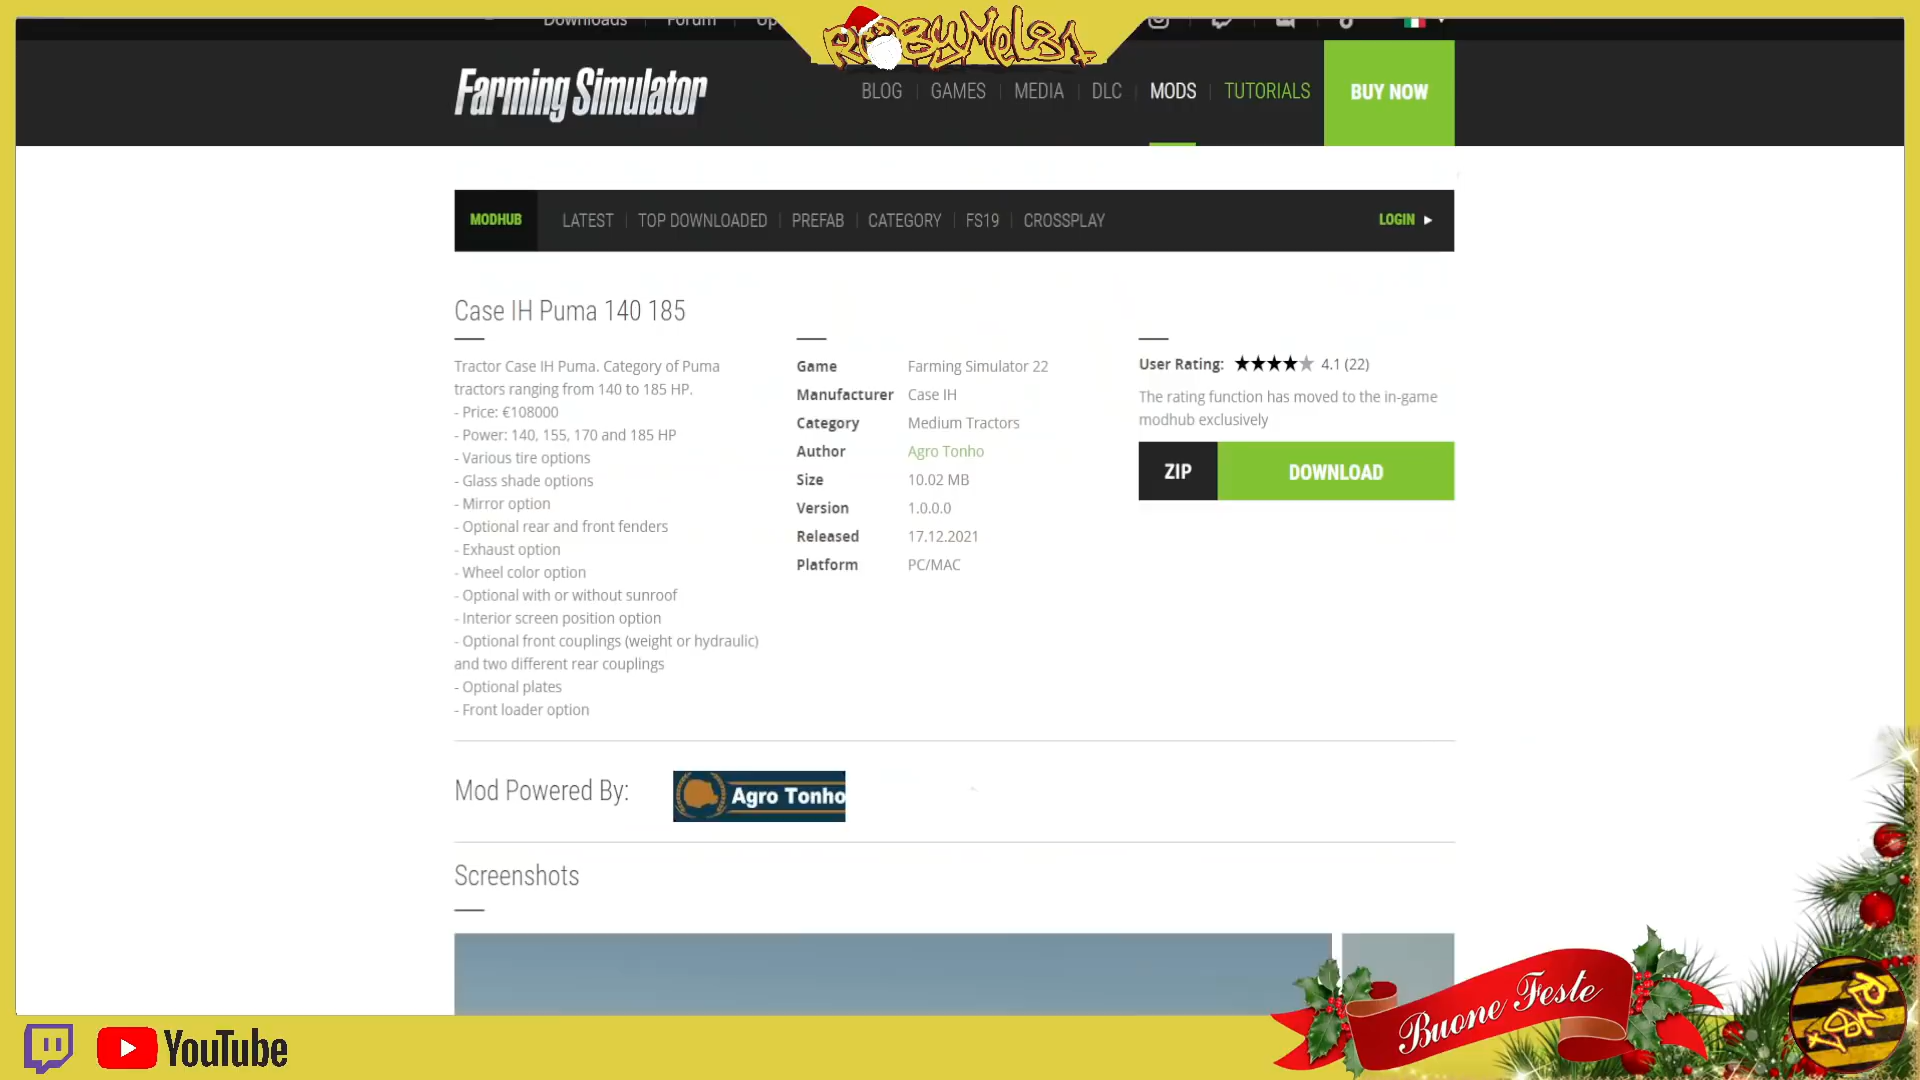 Downloads Forum
RobyMel81
Farming Simulator
BLOG GAMES MEDIA DLC MODS TUTORIALS BUY NOW
MODHUB LATEST TOP DOWNLOADED PREFAB CATEGORY FS19 CROSSPLAY LOGIN
Case IH Puma 140 185
Tractor Case IH Puma. Category of Puma
tractors ranging from 140 to 185 HP.
- Price: €108000
- Power: 140, 155, 170 and 185 HP
- Various tire options
- Glass shade options
- Mirror option
- Optional rear and front fenders
- Exhaust option
- Wheel color option
- Optional with or without sunroof
- Interior screen position option
- Optional front couplings (weight or hydraulic)
and two different rear couplings
- Optional plates
- Front loader option
Game Farming Simulator 22
Manufacturer Case IH
Category Medium Tractors
Author Agro Tonho
Size 10.02 MB
Version 1.0.0.0
Released 17.12.2021
Platform PC/MAC
User Rating: 4.1 (22)
The rating function has moved to the in-game
modhub exclusively
ZIP DOWNLOAD
Mod Powered By:
Agro Tonho
Screenshots
Buone Feste
RM81
YouTube